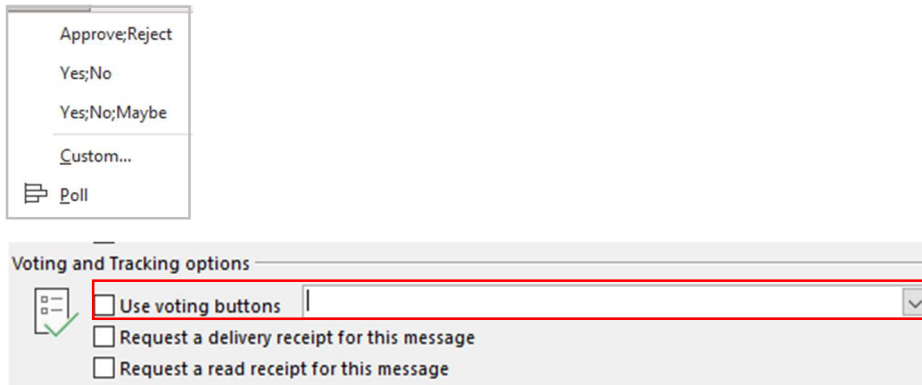 Approve;Reject
Yes;No
Yes;No;Maybe
Custom...
Poll
Voting and Tracking options
Use voting buttons
Request a delivery receipt for this message
Request a read receipt for this message